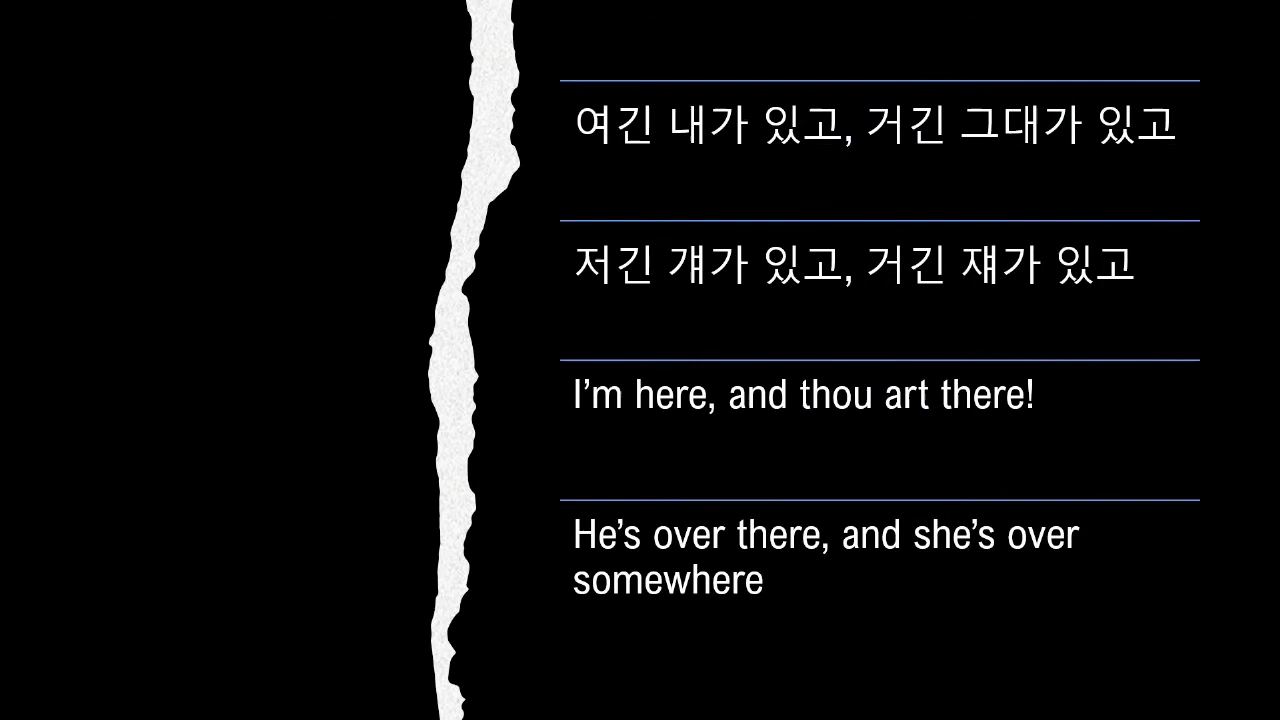 여긴 내가 있고, 거긴 그대가 있고
저긴 걔가 있고, 거긴 쟤가 있고
I’m here, and thou art there!
He’s over there, and she’s over
somewhere